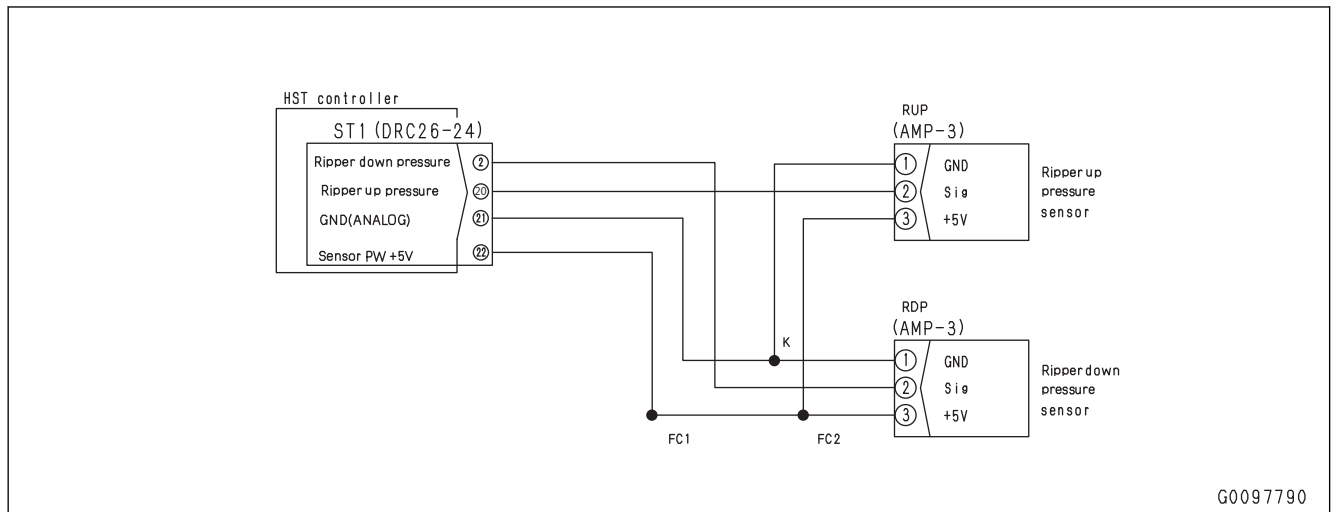 HST controller
ST1 (DRC26-24)
Ripper down pressure ②
Ripper up pressure ⑳
GND(ANALOG) ㉑
Sensor PW +5V ㉒
RUP
(AMP-3)
① GND
② Sig
③ +5V
Ripper up
pressure
sensor
RDP
(AMP-3)
① GND
② Sig
③ +5V
Ripper down
pressure
sensor
K
FC1
FC2
G0097790